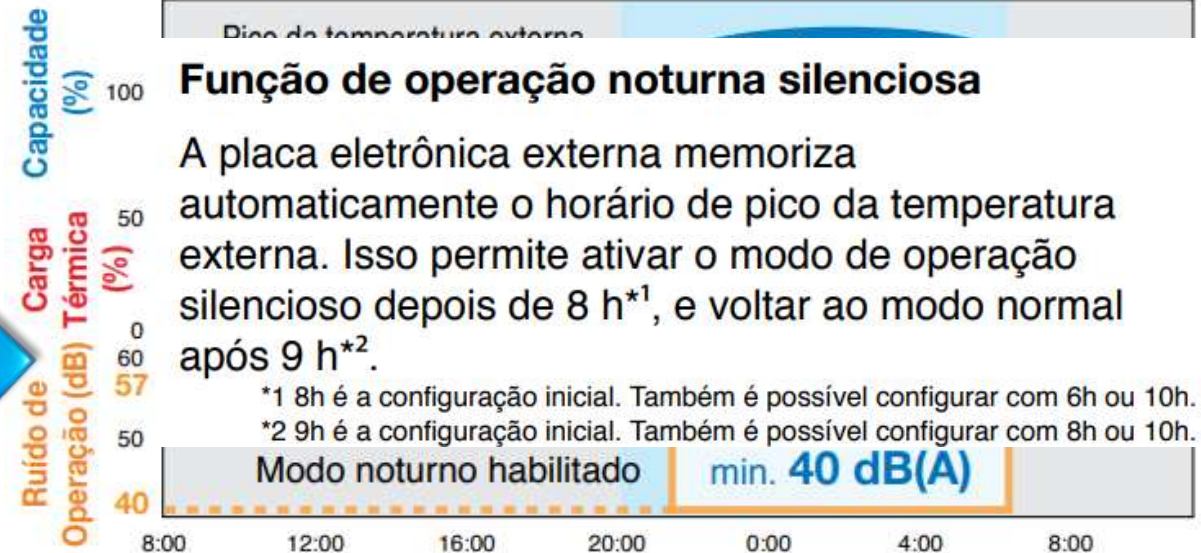 Capacidade
(%)
Carga
Térmica
(%)
Ruído de
Operação (dB)
100
50
0
60
57
50
40
Pico da temperatura externa
Função de operação noturna silenciosa
A placa eletrônica externa memoriza
automaticamente o horário de pico da temperatura
externa. Isso permite ativar o modo de operação
silencioso depois de 8 h*¹, e voltar ao modo normal
após 9 h*².
*1 8h é a configuração inicial. Também é possível configurar com 6h ou 10h.
*2 9h é a configuração inicial. Também é possível configurar com 8h ou 10h.
Modo noturno habilitado
min. 40 dB(A)
8:00 12:00 16:00 20:00 0:00 4:00 8:00